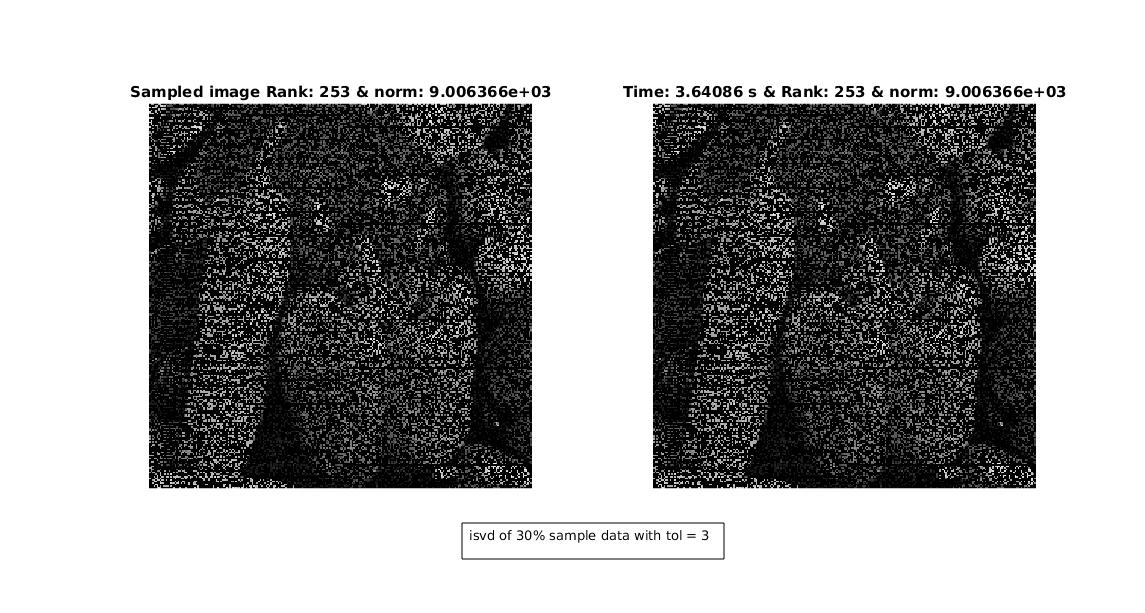 Sampled image Rank: 253 & norm: 9.006366e+03
Time: 3.64086 s & Rank: 253 & norm: 9.006366e+03
isvd of 30% sample data with tol = 3